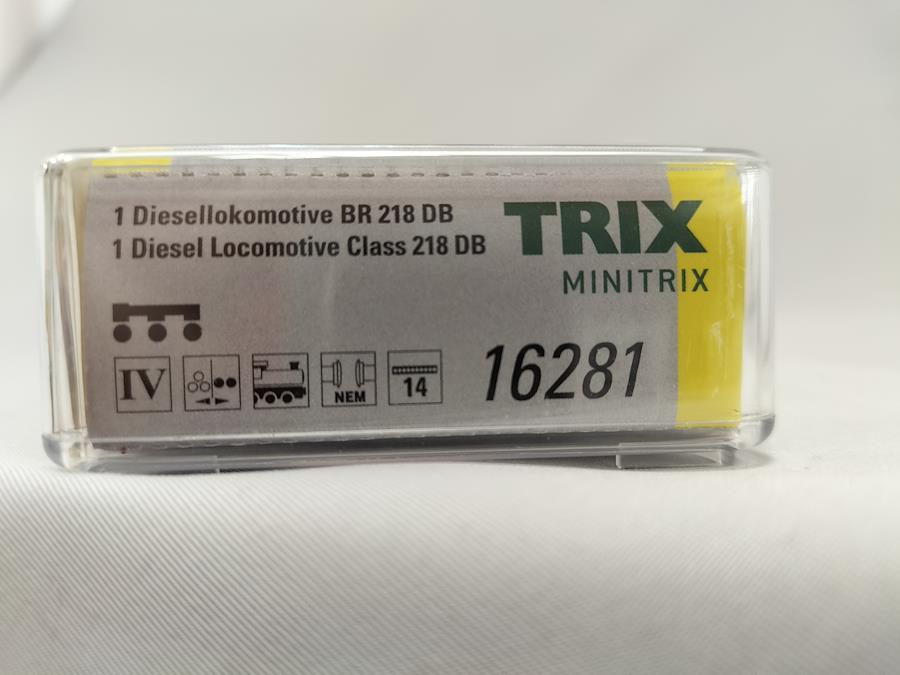 1 Diesellokomotive BR 218 DB
1 Diesel Locomotive Class 218 DB
TRIX
MINITRIX
IV
NEM
14
16281